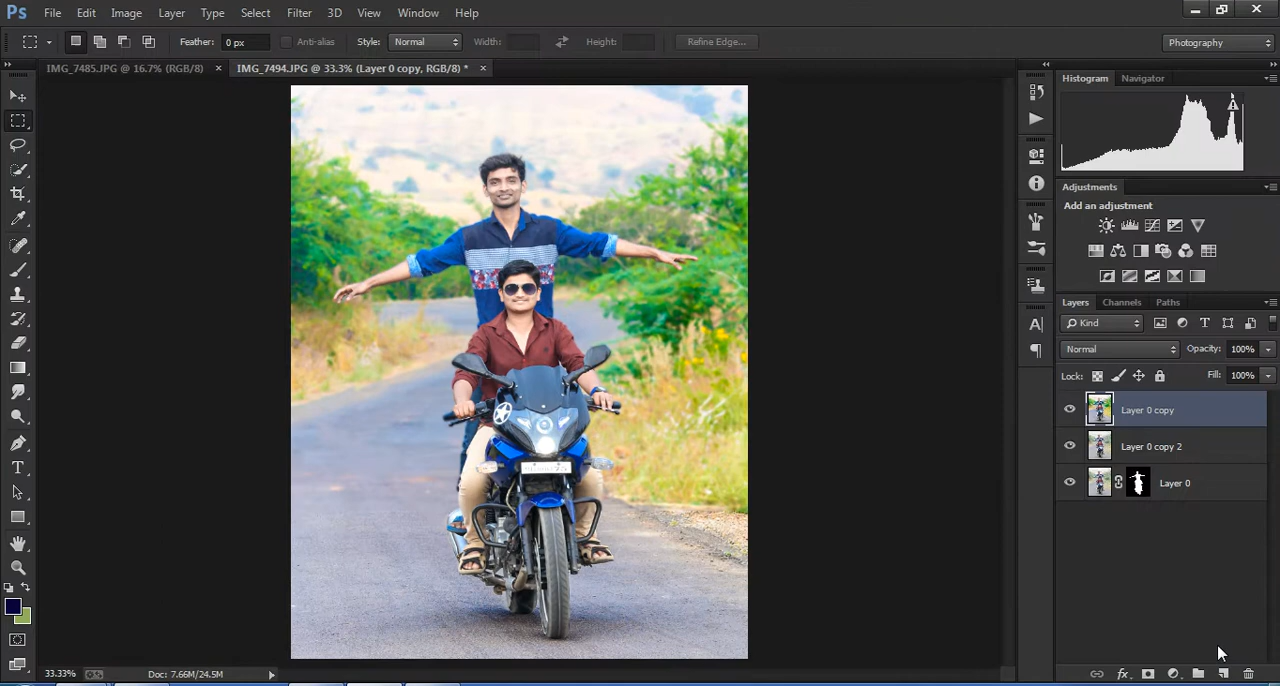 Ps File Edit Image Layer Type Select Filter 3D View Window Help
Feather: 0 px Anti-alias Style: Normal Width: Height: Refine Edge... Photography
IMG_7485.JPG @ 16.7% (RGB/8) × IMG_7494.JPG @ 33.3% (Layer 0 copy, RGB/8) * ×
Histogram Navigator
Adjustments
Add an adjustment
Layers Channels Paths
Kind
Normal Opacity: 100%
Lock: Fill: 100%
Layer 0 copy
Layer 0 copy 2
Layer 0
33.33% Doc: 7.66M/24.5M